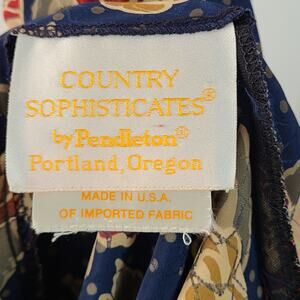 COUNTRY
SOPHISTICATES®
by Pendleton®
Portland, Oregon
MADE IN U.S.A.
OF IMPORTED FABRIC